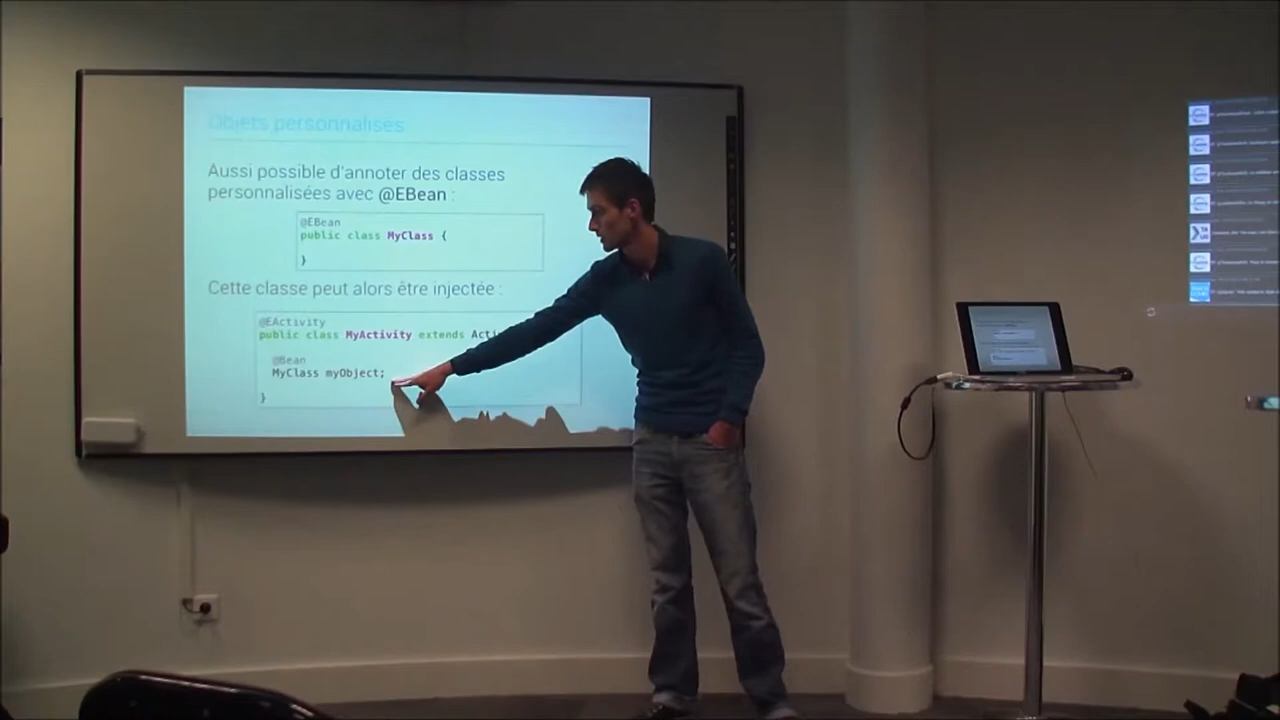 Objets personnalisés
Aussi possible d'annoter des classes
personnalisées avec @EBean :
@EBean
public class MyClass {
}
Cette classe peut alors être injectée :
@EActivity
public class MyActivity extends Acti
@Bean
MyClass myObject;
}